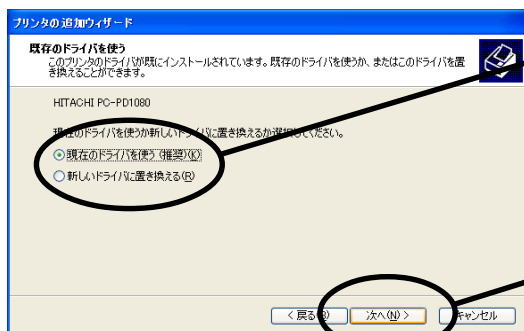 プリンタの追加ウィザード
既存のドライバを使う
このプリンタのドライバが既にインストールされています。既存のドライバを使うか、またはこのドライバを置
き換えることができます。
HITACHI PC-PD1080
現在のドライバを使うか新しいドライバに置き換えるか選択してください。
現在のドライバを使う (推奨)(K)
新しいドライバに置き換える(R)
< 戻る(B) 次へ(N) > キャンセル